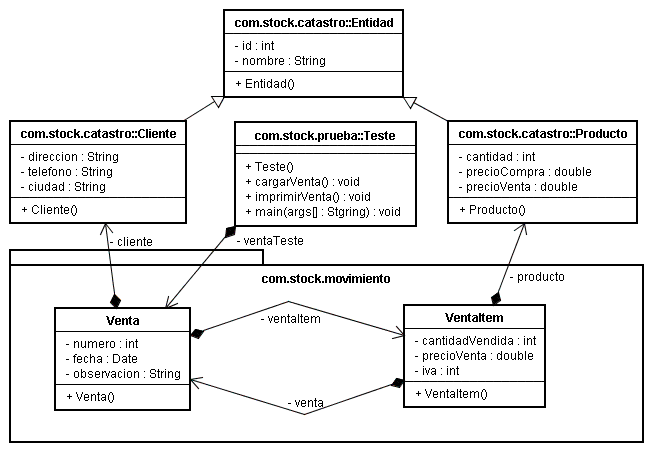 com.stock.catastro::Entidad
- id : int
- nombre : String
+ Entidad()
com.stock.catastro::Cliente
- direccion : String
- telefono : String
- ciudad : String
+ Cliente()
com.stock.prueba::Teste
+ Teste()
+ cargarVenta() : void
+ imprimirVenta() : void
+ main(args[] : Stgring) : void
com.stock.catastro::Producto
- cantidad : int
- precioCompra : double
- precioVenta : double
+ Producto()
- cliente
- ventaTeste
- producto
com.stock.movimiento
Venta
- numero : int
- fecha : Date
- observacion : String
+ Venta()
- ventaItem
- venta
VentaItem
- cantidadVendida : int
- precioVenta : double
- iva : int
+ VentaItem()